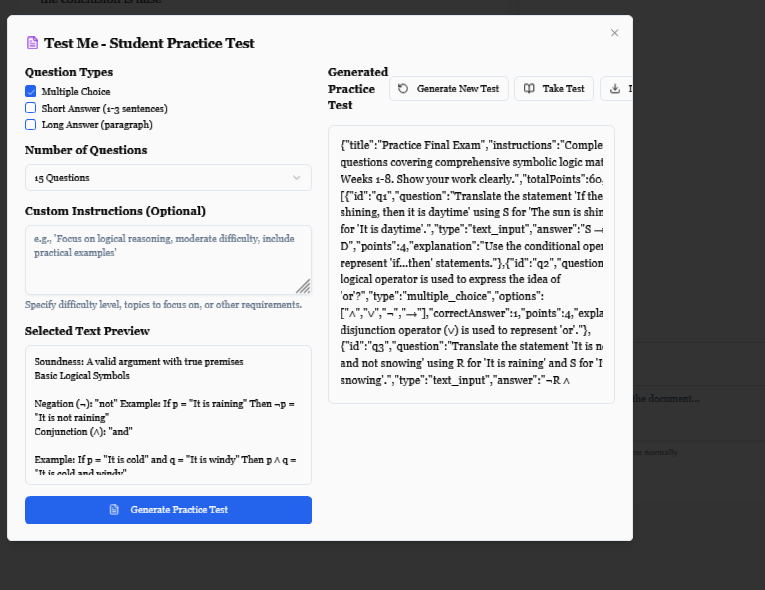 the conclusion is false
Test Me - Student Practice Test
Question Types
Multiple Choice
Short Answer (1-3 sentences)
Long Answer (paragraph)
Number of Questions
15 Questions
Custom Instructions (Optional)
e.g., 'Focus on logical reasoning, moderate difficulty, include
practical examples'
Specify difficulty level, topics to focus on, or other requirements.
Selected Text Preview
Soundness: A valid argument with true premises
Basic Logical Symbols
Negation (¬): "not" Example: If p = "It is raining" Then ¬p =
"It is not raining"
Conjunction (∧): "and"
Example: If p = "It is cold" and q = "It is windy" Then p ∧ q =
"It is cold and windy"
Generate Practice Test
Generated
Practice
Test
Generate New Test
Take Test
{"title":"Practice Final Exam","instructions":"Comple
questions covering comprehensive symbolic logic mat
Weeks 1-8. Show your work clearly.","totalPoints":60,
[{"id":"q1","question":"Translate the statement 'If the
shining, then it is daytime' using S for 'The sun is shin
for 'It is daytime'.","type":"text_input","answer":"S →
D","points":4,"explanation":"Use the conditional oper
represent 'if...then' statements."},{"id":"q2","question
logical operator is used to express the idea of
'or'?","type":"multiple_choice","options":
["∧","∨","¬","→"],"correctAnswer":1,"points":4,"expla
disjunction operator (∨) is used to represent 'or'."},
{"id":"q3","question":"Translate the statement 'It is n
and not snowing' using R for 'It is raining' and S for 'I
snowing'.","type":"text_input","answer":"¬R ∧
the document...
normally